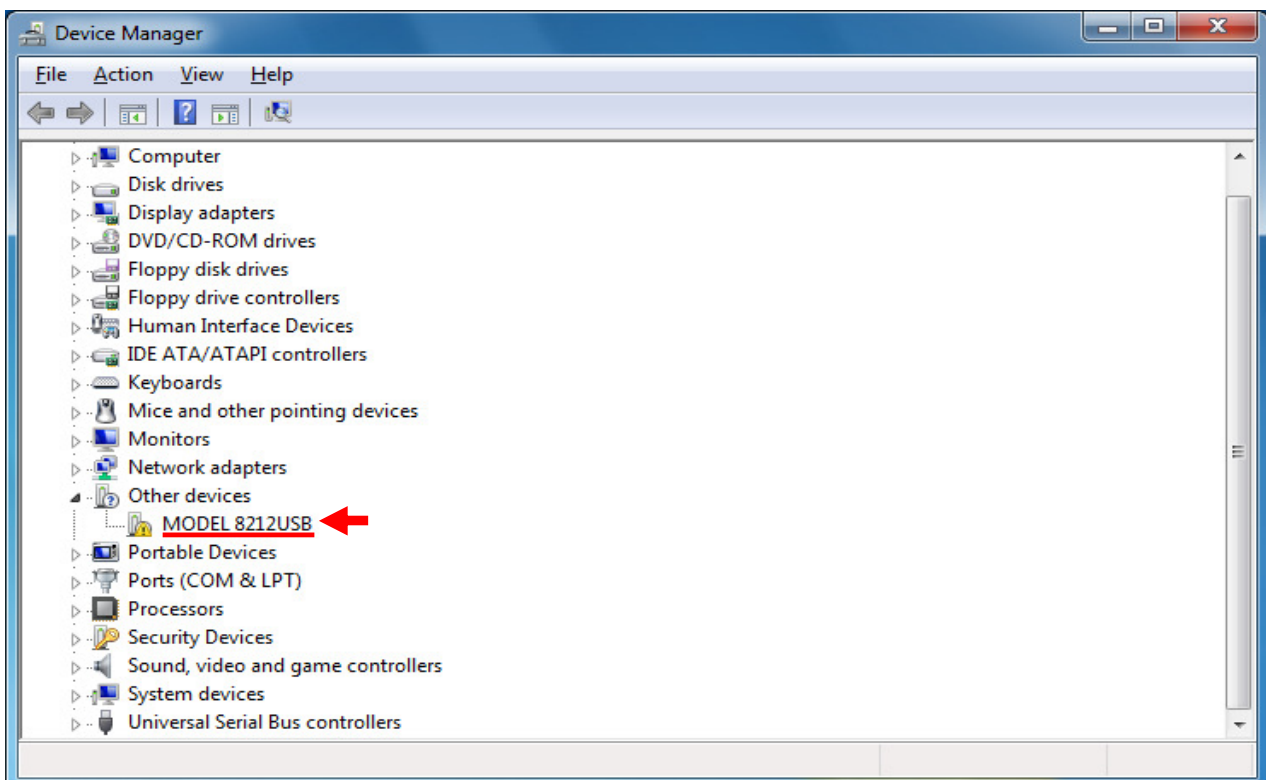 Device Manager
File Action View Help
Computer
Disk drives
Display adapters
DVD/CD-ROM drives
Floppy disk drives
Floppy drive controllers
Human Interface Devices
IDE ATA/ATAPI controllers
Keyboards
Mice and other pointing devices
Monitors
Network adapters
Other devices
MODEL 8212USB
Portable Devices
Ports (COM & LPT)
Processors
Security Devices
Sound, video and game controllers
System devices
Universal Serial Bus controllers